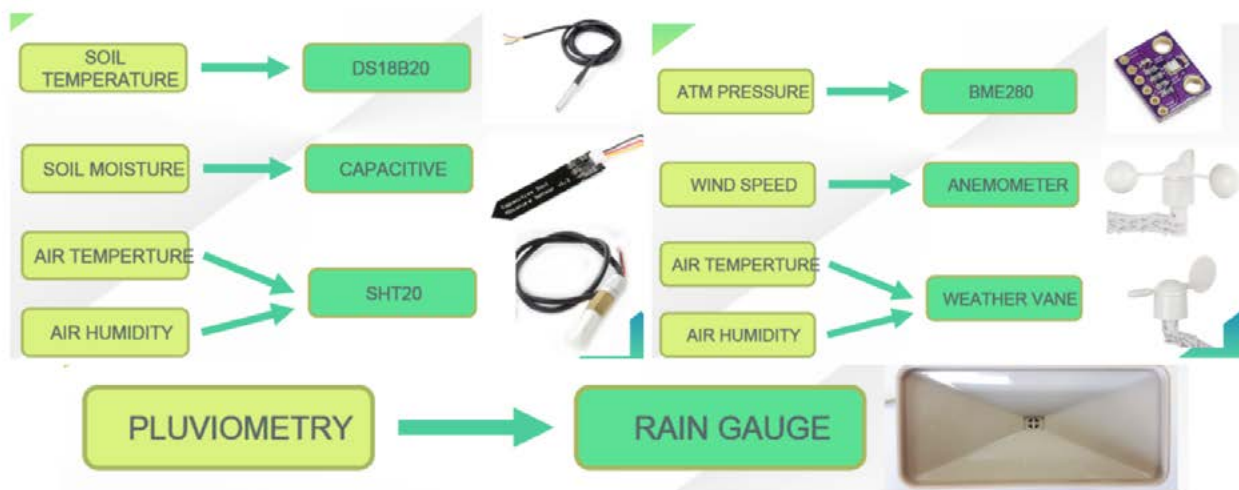 SOIL
TEMPERATURE
DS18B20
SOIL MOISTURE
CAPACITIVE
AIR TEMPERTURE
SHT20
AIR HUMIDITY
ATM PRESSURE
BME280
WIND SPEED
ANEMOMETER
AIR TEMPERTURE
WEATHER VANE
AIR HUMIDITY
PLUVIOMETRY
RAIN GAUGE